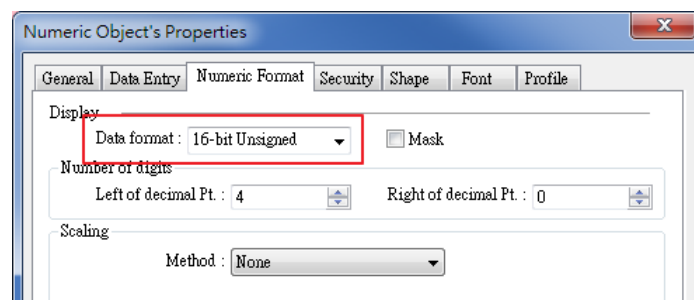 Numeric Object's Properties
General Data Entry Numeric Format Security Shape Font Profile
Display
Data format : 16-bit Unsigned Mask
Number of digits
Left of decimal Pt. : 4 Right of decimal Pt. : 0
Scaling
Method : None